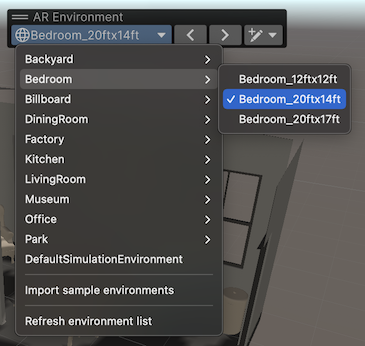 AR Environment
Bedroom_20ftx14ft
Backyard
Bedroom
Billboard
DiningRoom
Factory
Kitchen
LivingRoom
Museum
Office
Park
DefaultSimulationEnvironment
Import sample environments
Refresh environment list
Bedroom_12ftx12ft
Bedroom_20ftx14ft
Bedroom_20ftx17ft